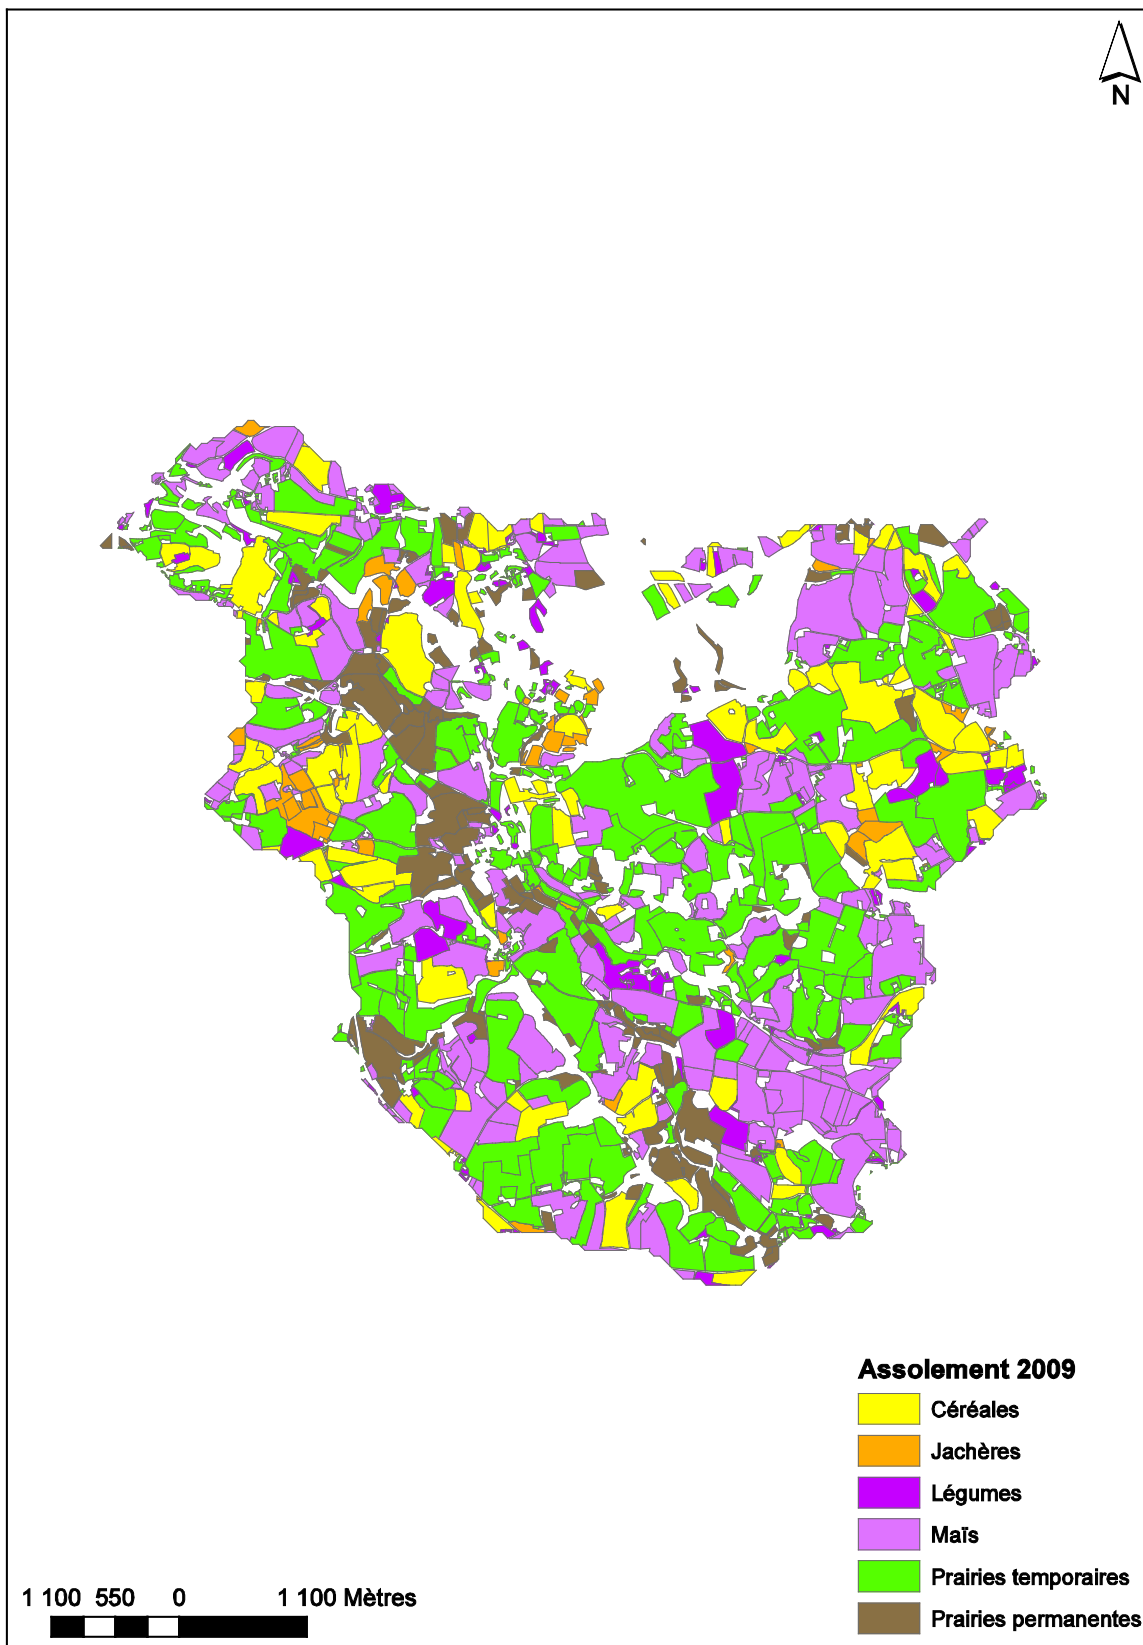 N
Assolement 2009
Céréales
Jachères
Légumes
Maïs
Prairies temporaires
Prairies permanentes
1 100 550 0 1 100 Mètres